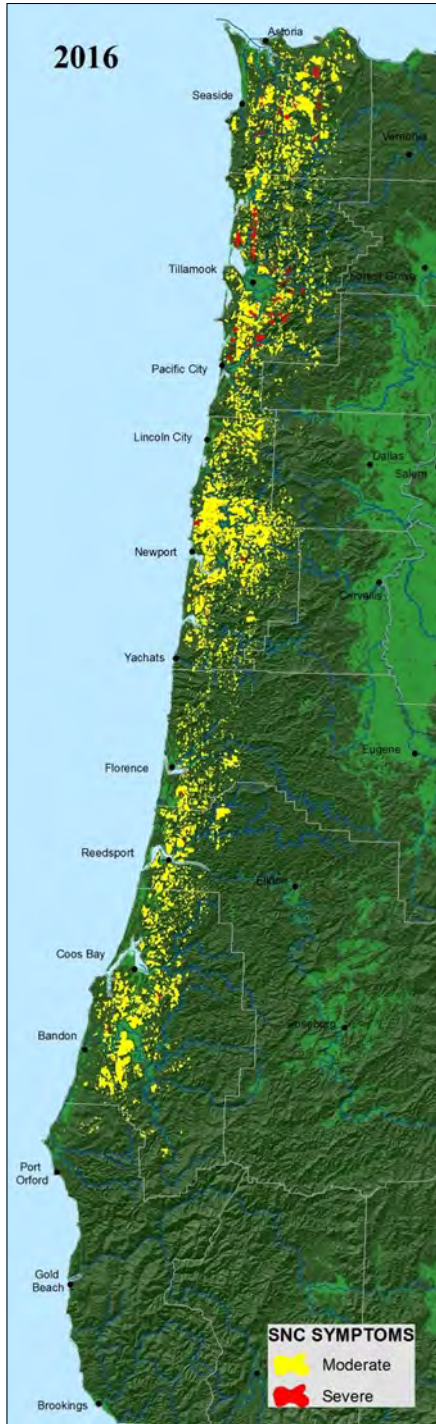 2016
Astoria
Seaside
Vernonia
Tillamook
Forest Grove
Pacific City
Lincoln City
Dallas
Salem
Newport
Corvallis
Yachats
Eugene
Florence
Reedsport
Elkton
Coos Bay
Roseburg
Bandon
Port
Orford
Gold
Beach
SNC SYMPTOMS
Moderate
Severe
Brookings